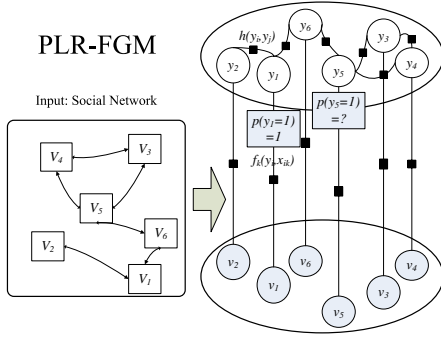 PLR-FGM
Input: Social Network
V4
V3
V5
V2
V6
V1
h(yi,yj)
y2
y1
y6
y5
y3
y4
p(y1=1)
=1
p(y5=1)
=?
fk(yi,xik)
v2
v1
v6
v5
v3
v4